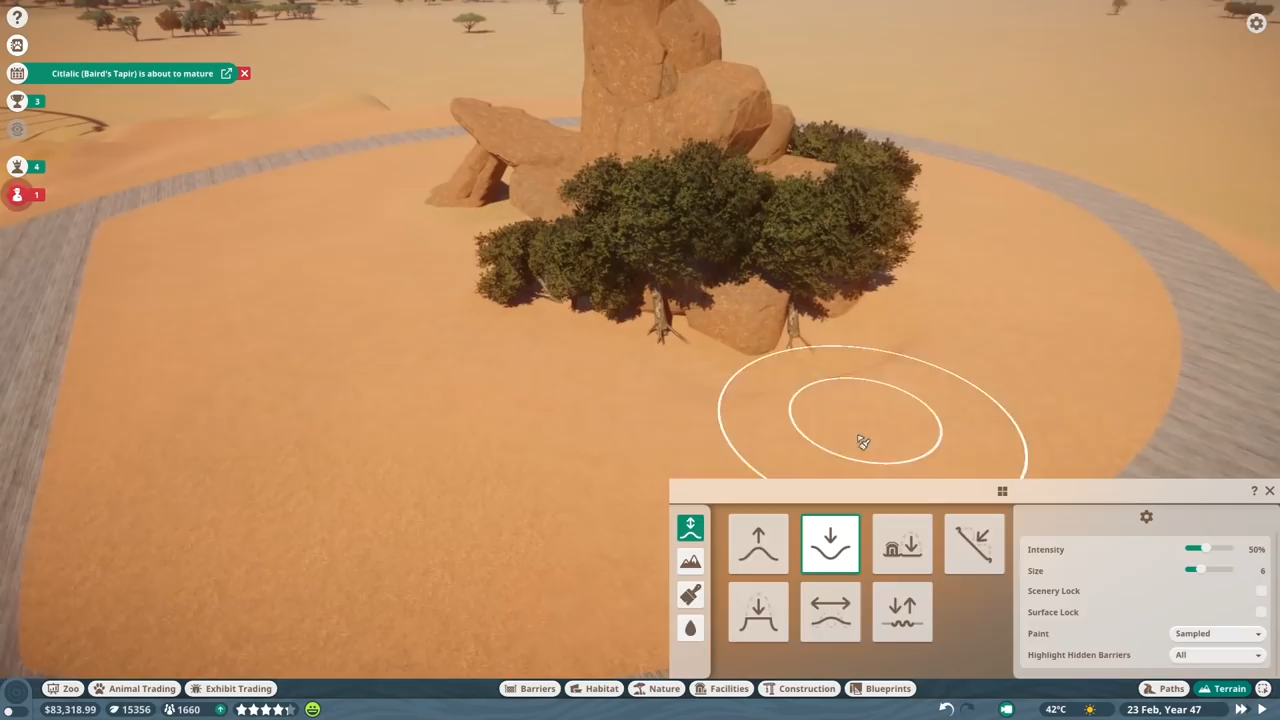 ?
Citlalic (Baird's Tapir) is about to mature
3
4
1
?
Intensity 50%
Size 6
Scenery Lock
Surface Lock
Paint Sampled
Highlight Hidden Barriers All
Zoo Animal Trading Exhibit Trading Barriers Habitat Nature Facilities Construction Blueprints Paths Terrain
$83,318.99 15356 1660 42°C 23 Feb, Year 47